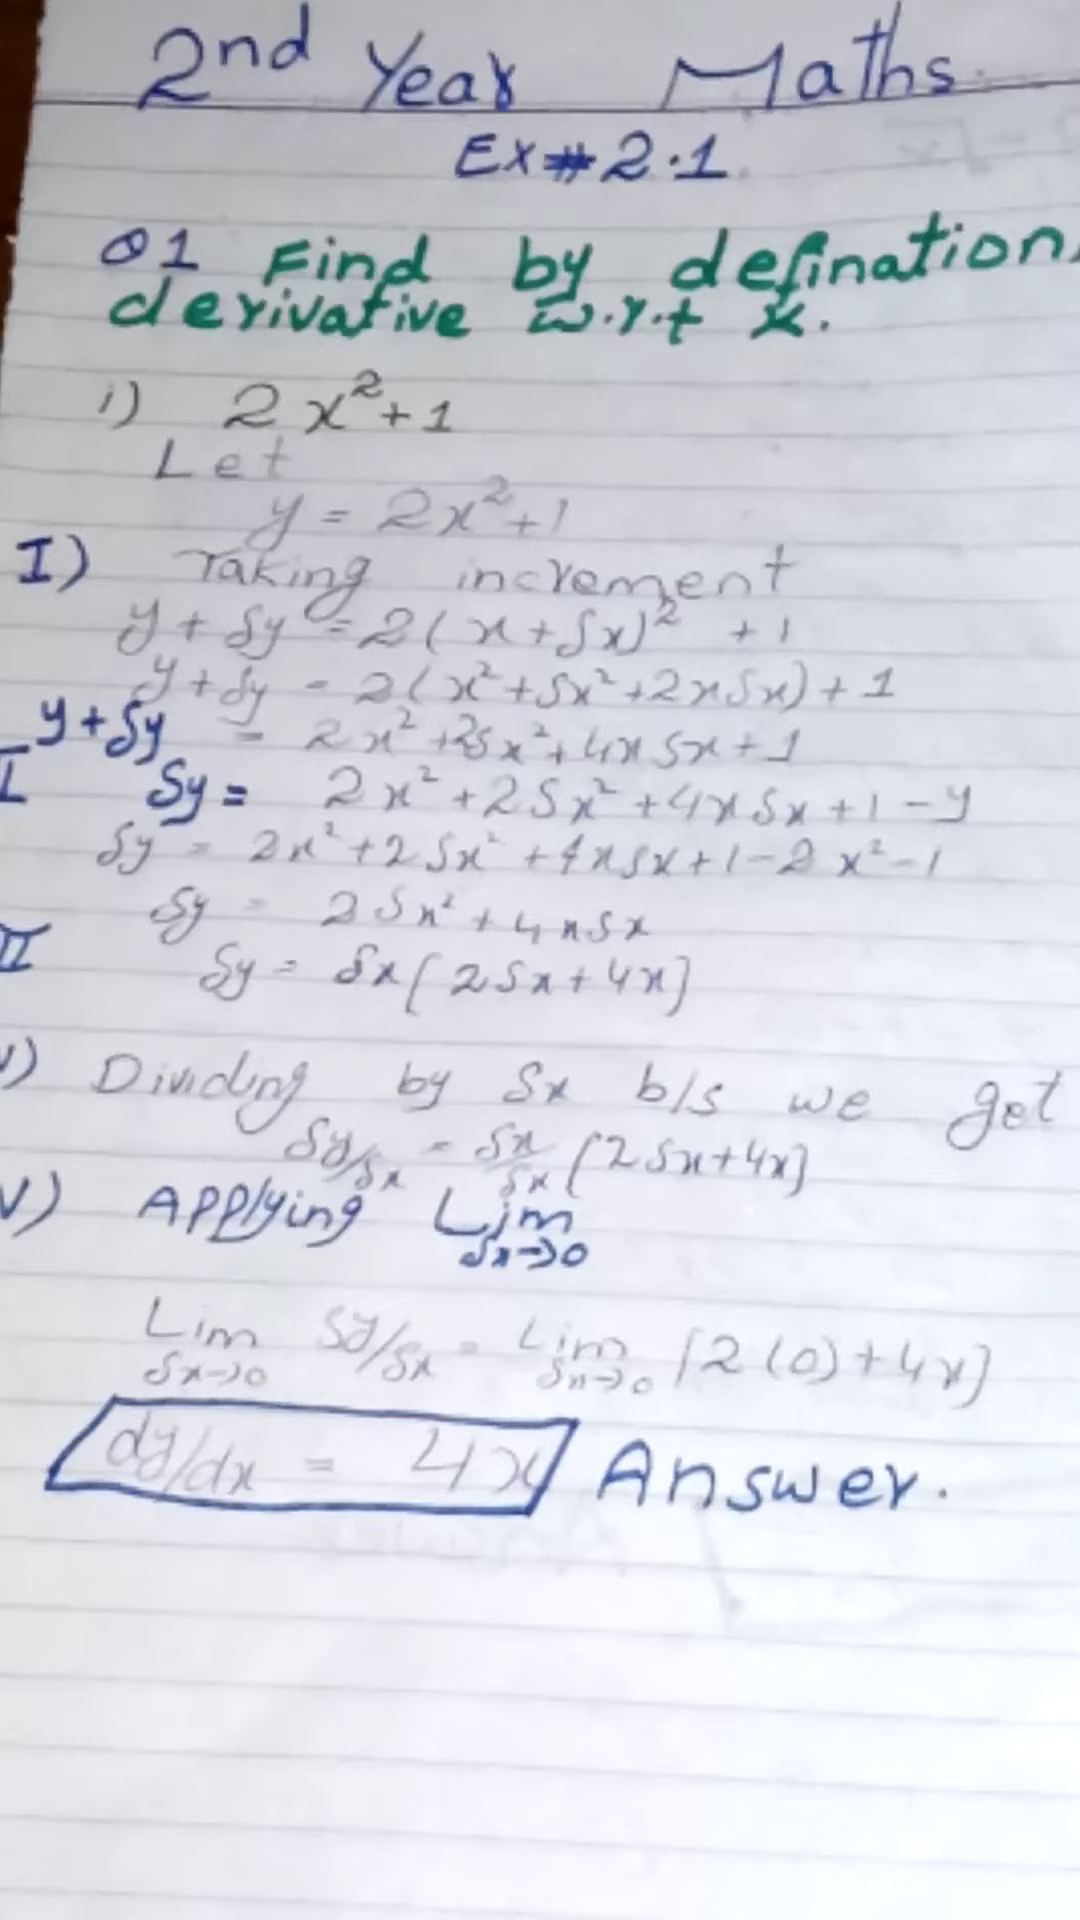 2nd Year Maths
Ex#2.1
Q1 Find by defination,
derivative w.r.t x.
i) 2x²+1
Let
y = 2x²+1
I) Taking increment
y+δy = 2(x+δx)² +1
y+δy = 2(x²+δx²+2xδx)+1
y+δy = 2x²+2δx²+4xδx+1
I δy = 2x²+2δx²+4xδx+1-y
δy = 2x²+2δx²+4xδx+1-2x²-1
δy = 2δx²+4xδx
II δy = δx[2δx+4x]
V) Dividing by δx b/s we get
δy/δx = δx/δx [2δx+4x]
V) Applying Lim δx→0
Lim δx→0 δy/δx = Lim δx→0 [2(0)+4x]
dy/dx = 4x Answer.